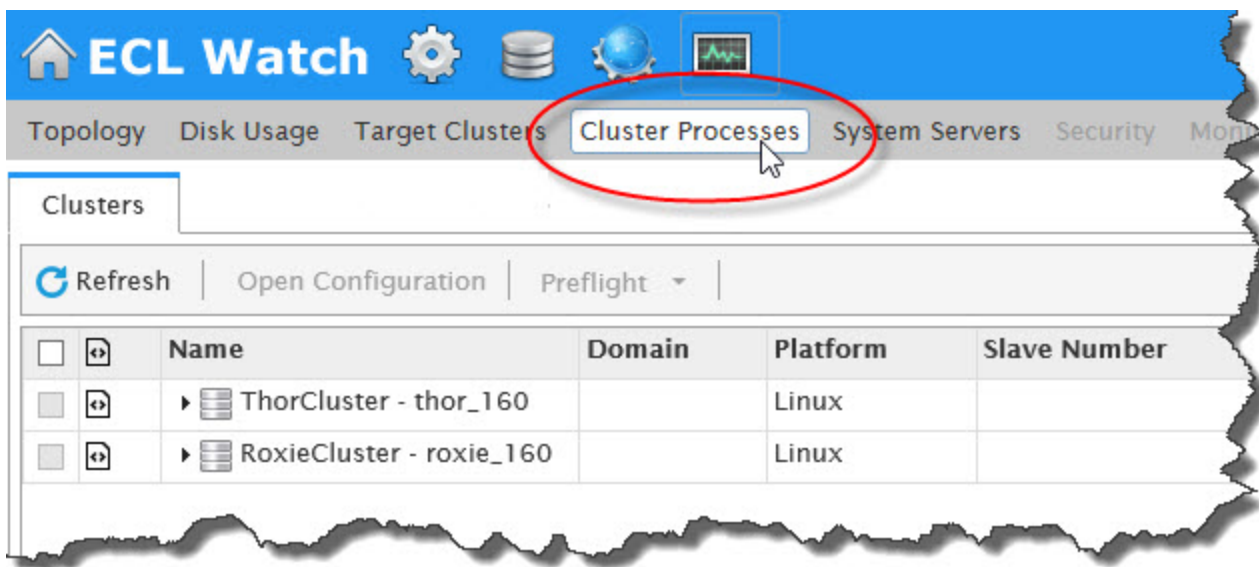 ECL Watch
Topology Disk Usage Target Clusters Cluster Processes System Servers Security
Clusters
Refresh Open Configuration Preflight
Name Domain Platform Slave Number
ThorCluster - thor_160 Linux
RoxieCluster - roxie_160 Linux